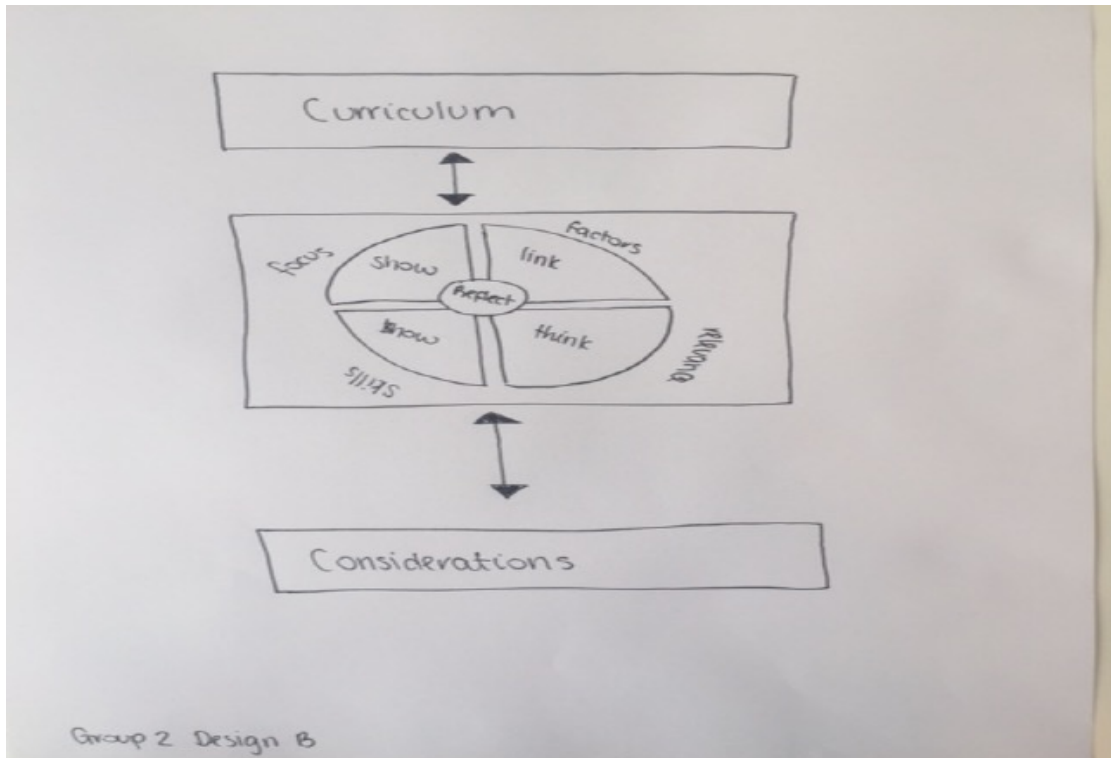 Curriculum
focus
factors
show
link
Reflect
know
think
skills
relevance
Considerations
Group 2 Design B